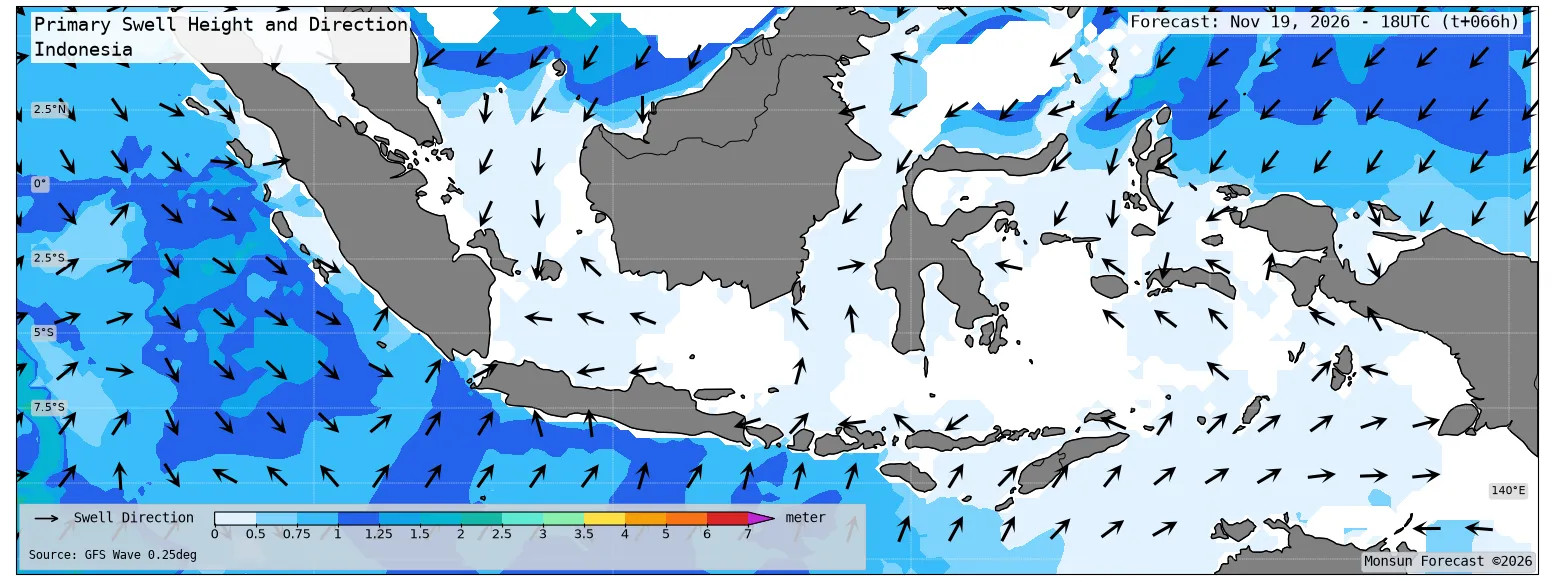 Primary Swell Height and Direction
Indonesia
Forecast: Nov 19, 2026 - 18UTC (t+066h)
2.5°N
0°
2.5°S
5°S
7.5°S
140°E
Swell Direction
0 0.5 0.75 1 1.25 1.5 2 2.5 3 3.5 4 5 6 7
meter
Source: GFS Wave 0.25deg
Monsun Forecast ©2026